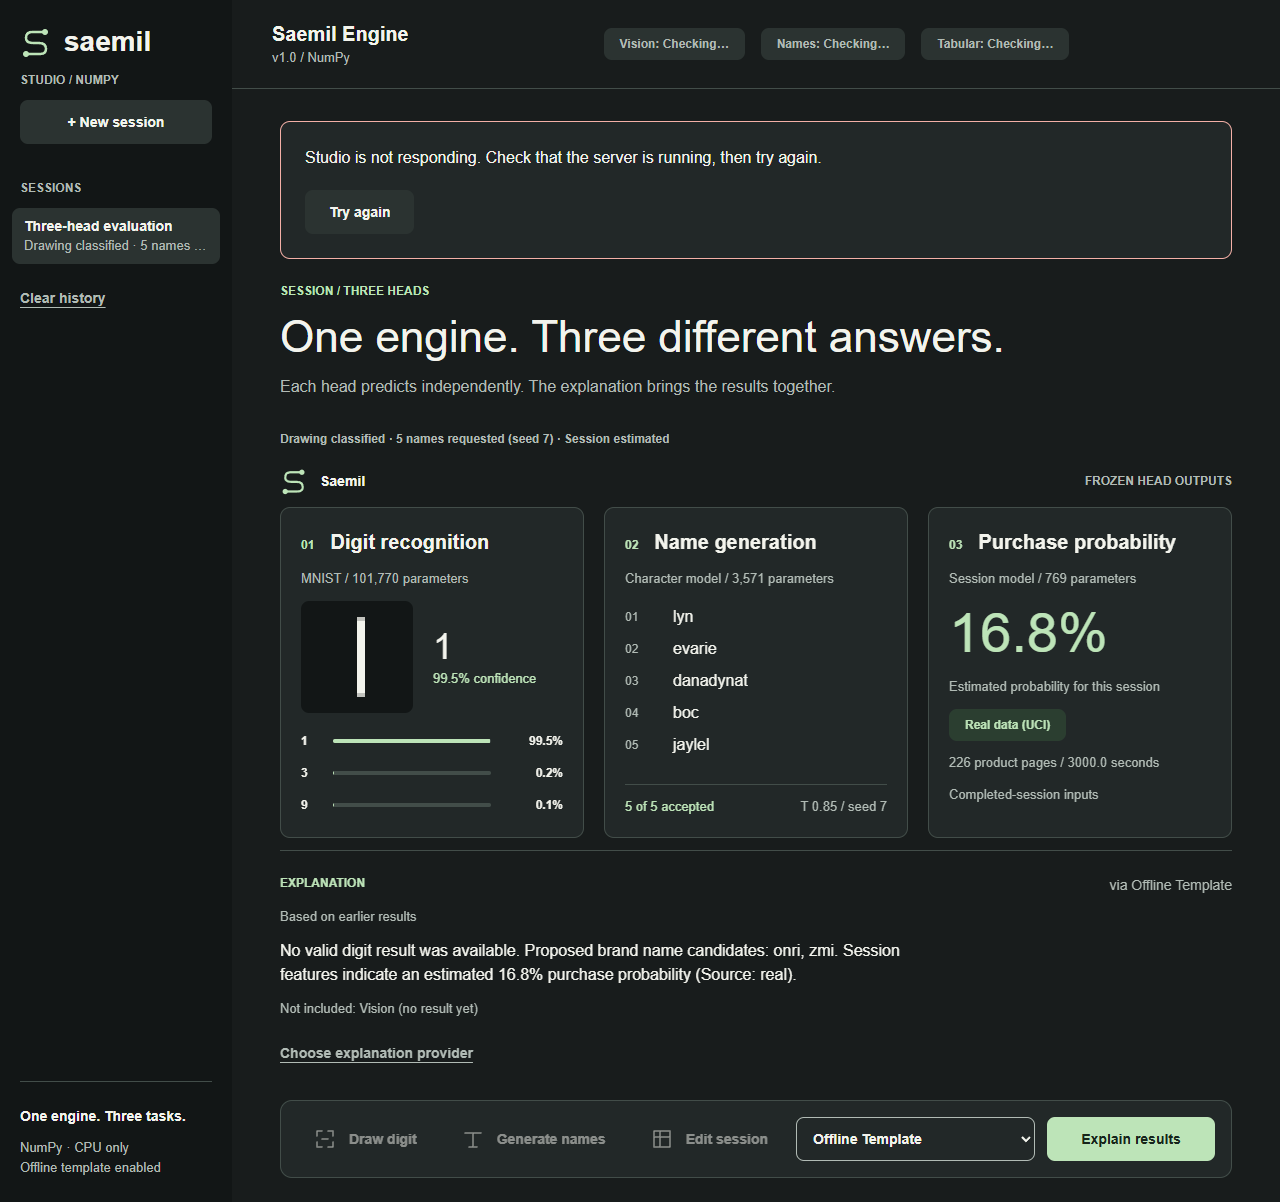 saemil
STUDIO / NUMPY
+ New session
SESSIONS
Three-head evaluation
Drawing classified · 5 names ...
Clear history
One engine. Three tasks.
NumPy · CPU only
Offline template enabled
Saemil Engine
v1.0 / NumPy
Vision: Checking...
Names: Checking...
Tabular: Checking...
Studio is not responding. Check that the server is running, then try again.
Try again
SESSION / THREE HEADS
One engine. Three different answers.
Each head predicts independently. The explanation brings the results together.
Drawing classified · 5 names requested (seed 7) · Session estimated
Saemil
FROZEN HEAD OUTPUTS
01 Digit recognition
MNIST / 101,770 parameters
1
99.5% confidence
1 99.5%
3 0.2%
9 0.1%
02 Name generation
Character model / 3,571 parameters
01 lyn
02 evarie
03 danadynat
04 boc
05 jaylel
5 of 5 accepted
T 0.85 / seed 7
03 Purchase probability
Session model / 769 parameters
16.8%
Estimated probability for this session
Real data (UCI)
226 product pages / 3000.0 seconds
Completed-session inputs
EXPLANATION
via Offline Template
Based on earlier results
No valid digit result was available. Proposed brand name candidates: onri, zmi. Session
features indicate an estimated 16.8% purchase probability (Source: real).
Not included: Vision (no result yet)
Choose explanation provider
Draw digit
Generate names
Edit session
Offline Template
Explain results